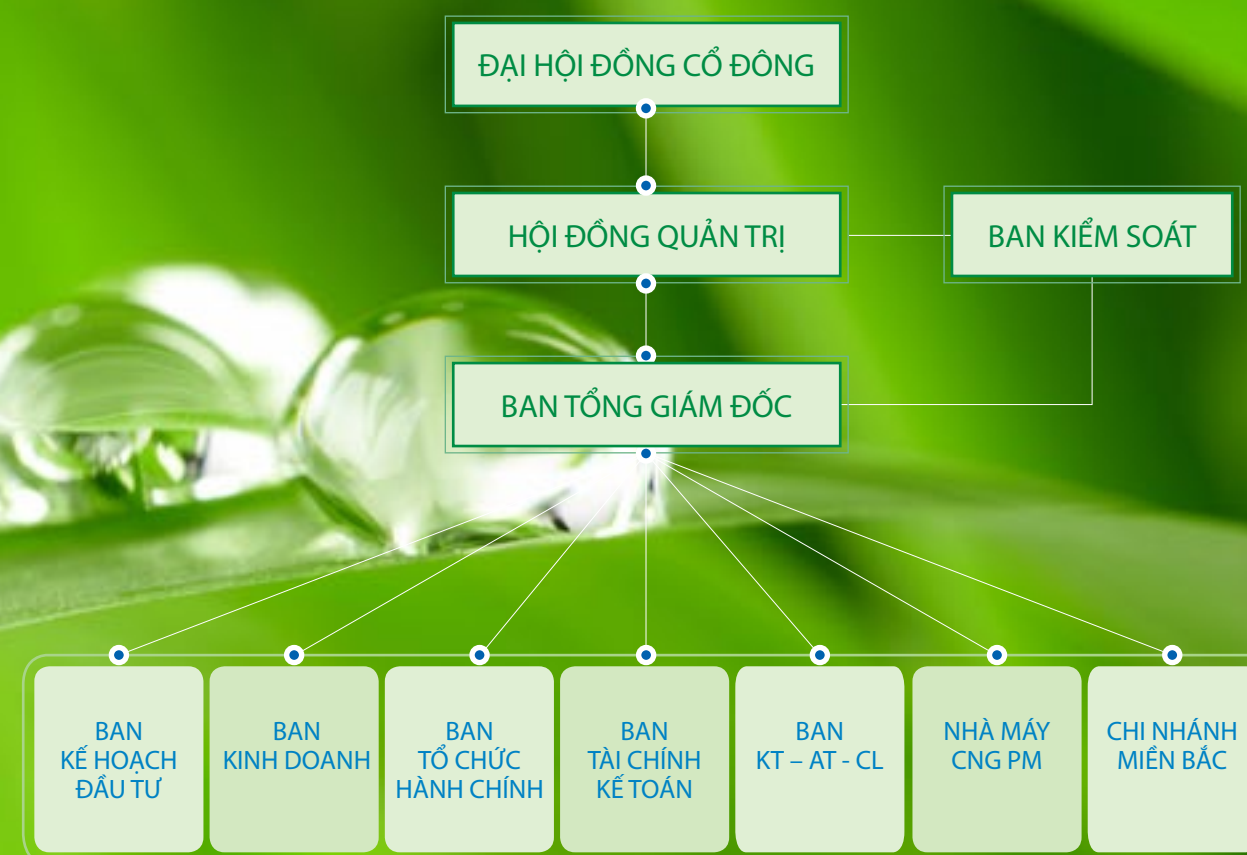 ĐẠI HỘI ĐỒNG CỔ ĐÔNG
HỘI ĐỒNG QUẢN TRỊ
BAN KIỂM SOÁT
BAN TỔNG GIÁM ĐỐC
BAN
KẾ HOẠCH
ĐẦU TƯ
BAN
KINH DOANH
BAN
TỔ CHỨC
HÀNH CHÍNH
BAN
TÀI CHÍNH
KẾ TOÁN
BAN
KT – AT - CL
NHÀ MÁY
CNG PM
CHI NHÁNH
MIỀN BẮC